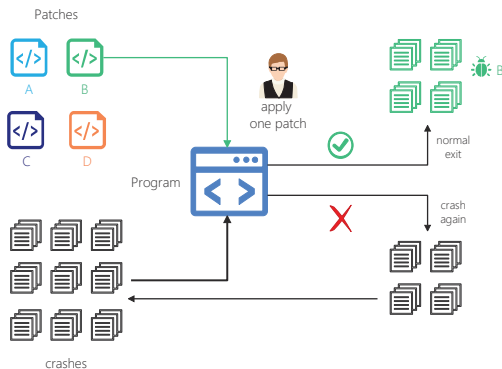 Patches
A
B
C
D
apply
one patch
B
normal
exit
Program
crash
again
crashes